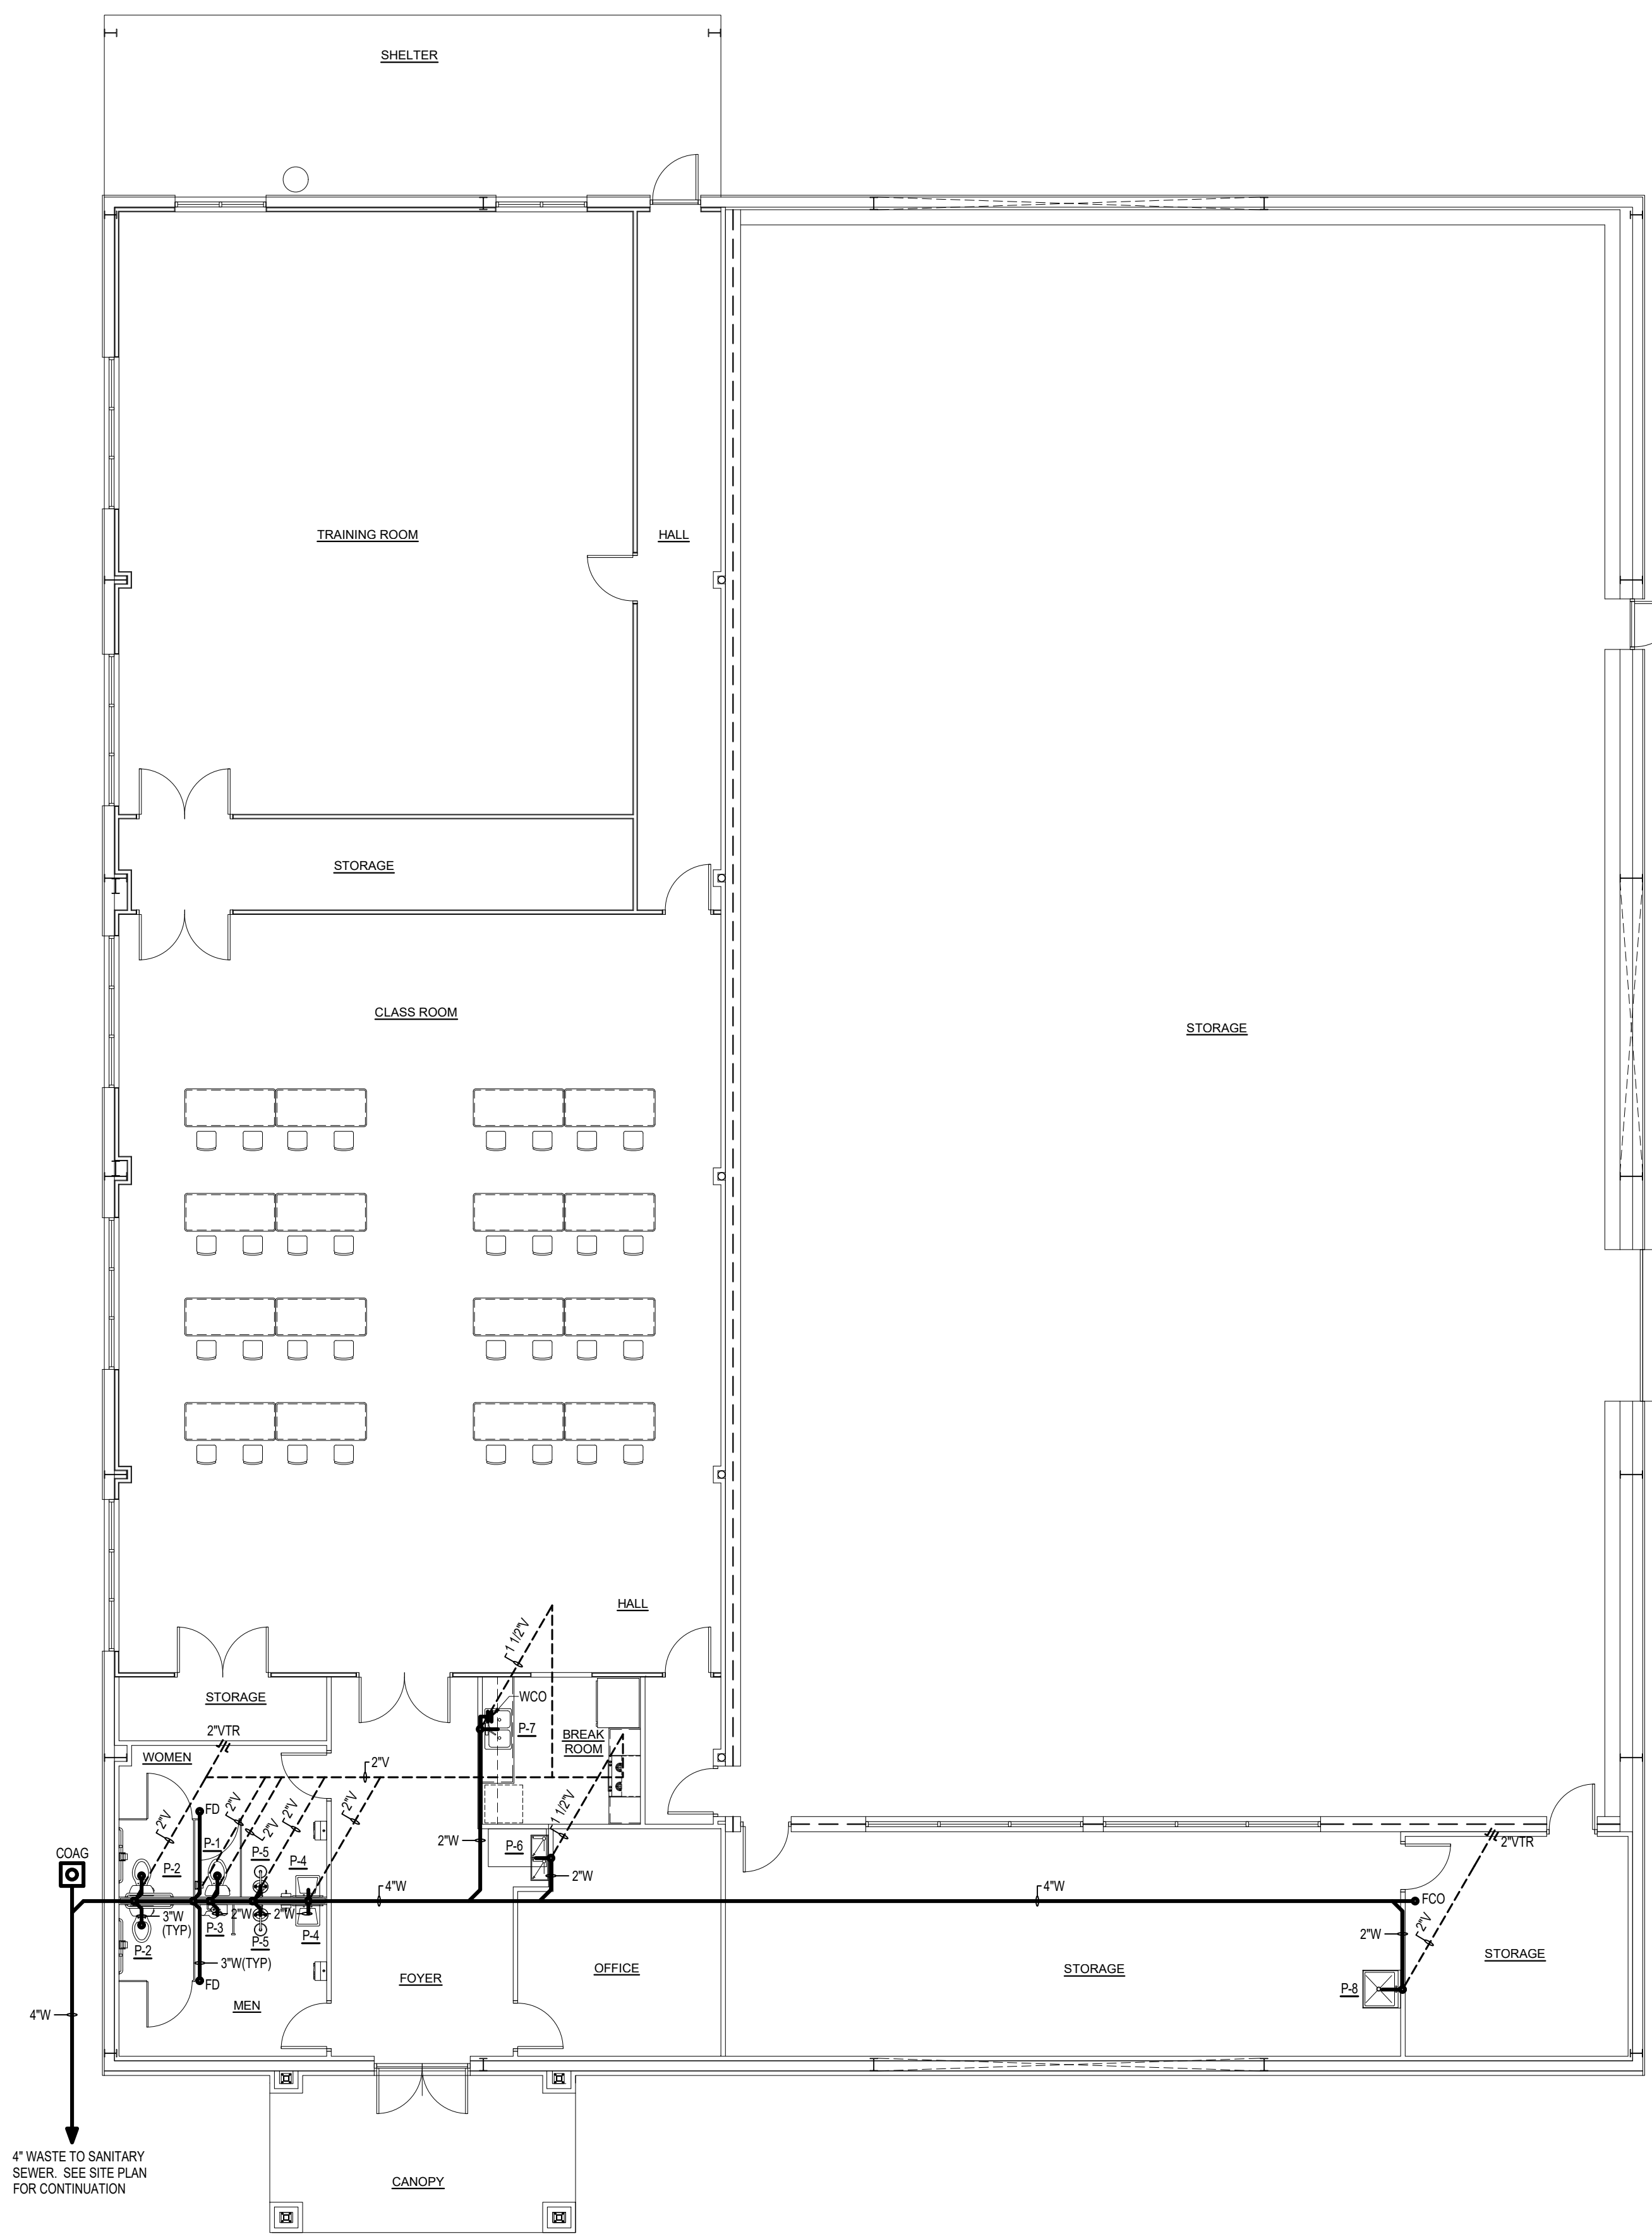 SHELTER
TRAINING ROOM
HALL
STORAGE
CLASS ROOM
STORAGE
HALL
1 1/2"V
STORAGE
WCO
P-7
BREAK
ROOM
2"VTR
WOMEN
2"V
2"V
FD
2"V
2"V
2"V
2"V
1 1/2"V
2"VTR
P-1
P-5
P-4
P-2
2"W
P-6
2"W
COAG
4"W
4"W
FCO
3"W
(TYP)
P-3
2"W
2"W
P-5
P-4
P-2
3"W(TYP)
FD
MEN
FOYER
OFFICE
STORAGE
2"W
2"V
P-8
STORAGE
4"W
4" WASTE TO SANITARY
SEWER. SEE SITE PLAN
FOR CONTINUATION
CANOPY